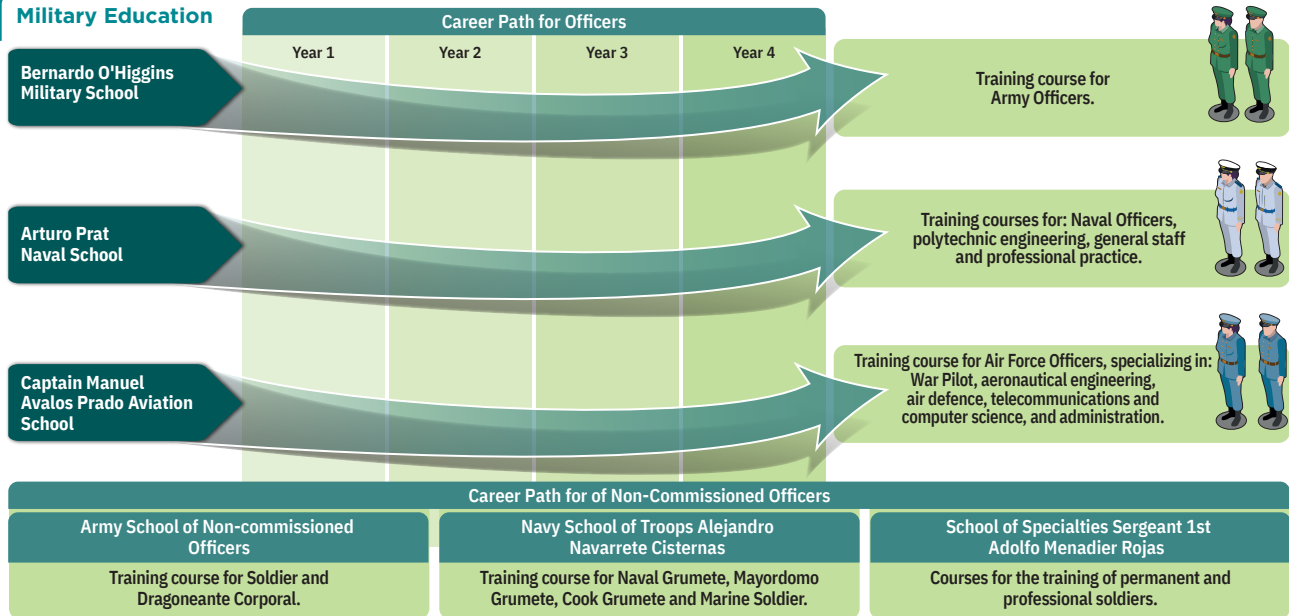 Military Education
Career Path for Officers
Year 1
Year 2
Year 3
Year 4
Bernardo O'Higgins
Military School
Training course for
Army Officers.
Arturo Prat
Naval School
Training courses for: Naval Officers,
polytechnic engineering, general staff
and professional practice.
Captain Manuel
Avalos Prado Aviation
School
Training course for Air Force Officers, specializing in:
War Pilot, aeronautical engineering,
air defence, telecommunications and
computer science, and administration.
Career Path for of Non-Commissioned Officers
Army School of Non-commissioned
Officers
Training course for Soldier and
Dragoneante Corporal.
Navy School of Troops Alejandro
Navarrete Cisternas
Training course for Naval Grumete, Mayordomo
Grumete, Cook Grumete and Marine Soldier.
School of Specialties Sergeant 1st
Adolfo Menadier Rojas
Courses for the training of permanent and
professional soldiers.